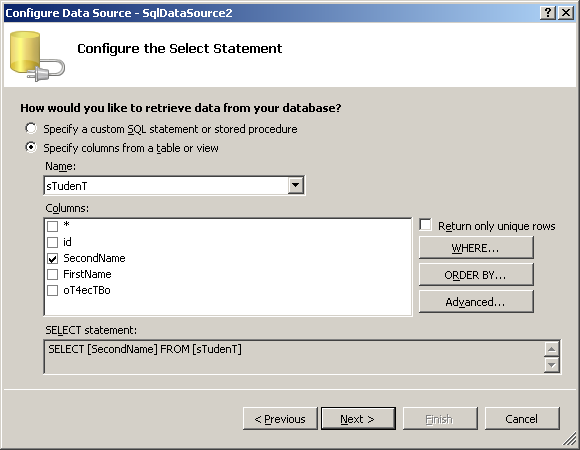 Configure Data Source - SqlDataSource2
Configure the Select Statement
How would you like to retrieve data from your database?
Specify a custom SQL statement or stored procedure
Specify columns from a table or view
Name:
sTudenT
Columns:
*
id
SecondName
FirstName
oT4ecTBo
Return only unique rows
WHERE...
ORDER BY...
Advanced...
SELECT statement:
SELECT [SecondName] FROM [sTudenT]
< Previous
Next >
Finish
Cancel